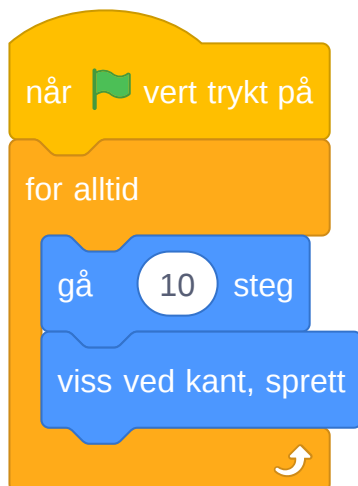 når vert trykt på
for alltid
gå 10 steg
viss ved kant, sprett